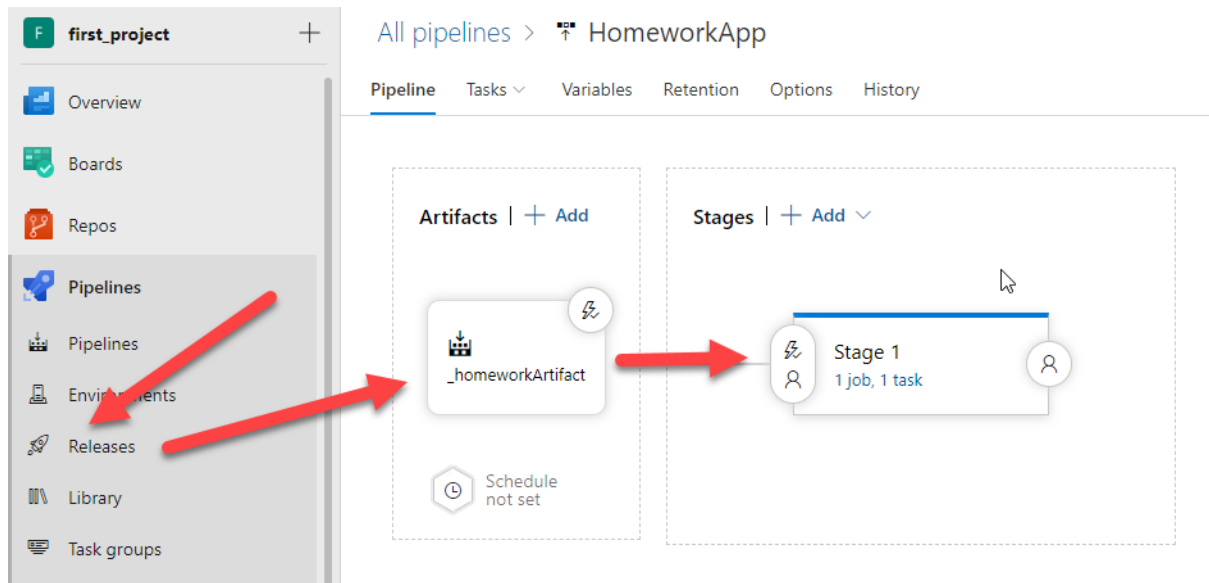 F first_project
Overview
Boards
Repos
Pipelines
Pipelines
Environments
Releases
Library
Task groups
All pipelines > HomeworkApp
Pipeline Tasks Variables Retention Options History
Artifacts | + Add
_homeworkArtifact
Schedule
not set
Stages | + Add
Stage 1
1 job, 1 task